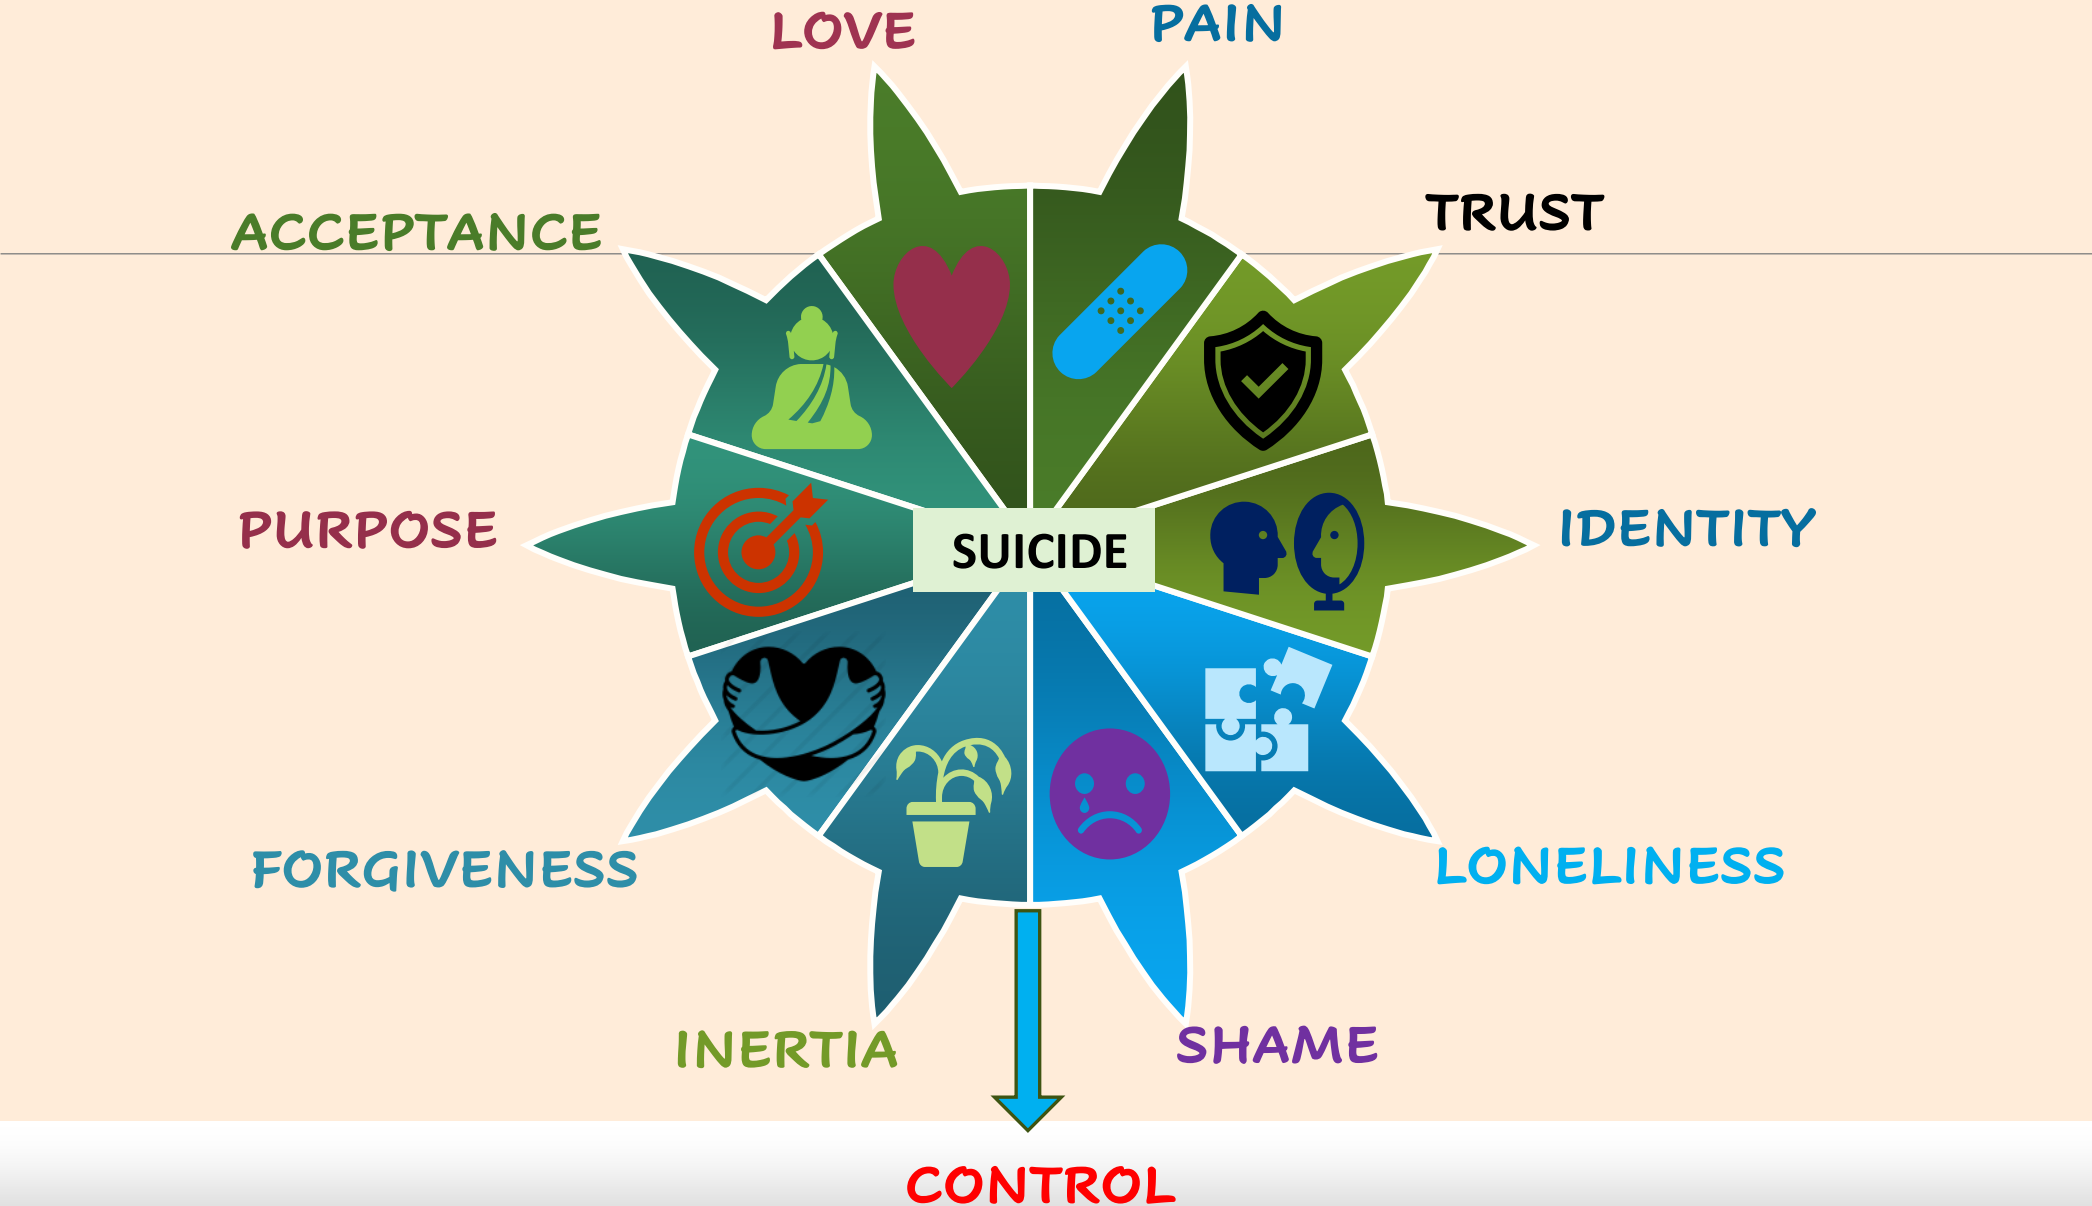 LOVE
PAIN
ACCEPTANCE
TRUST
PURPOSE
SUICIDE
IDENTITY
FORGIVENESS
LONELINESS
INERTIA
SHAME
CONTROL